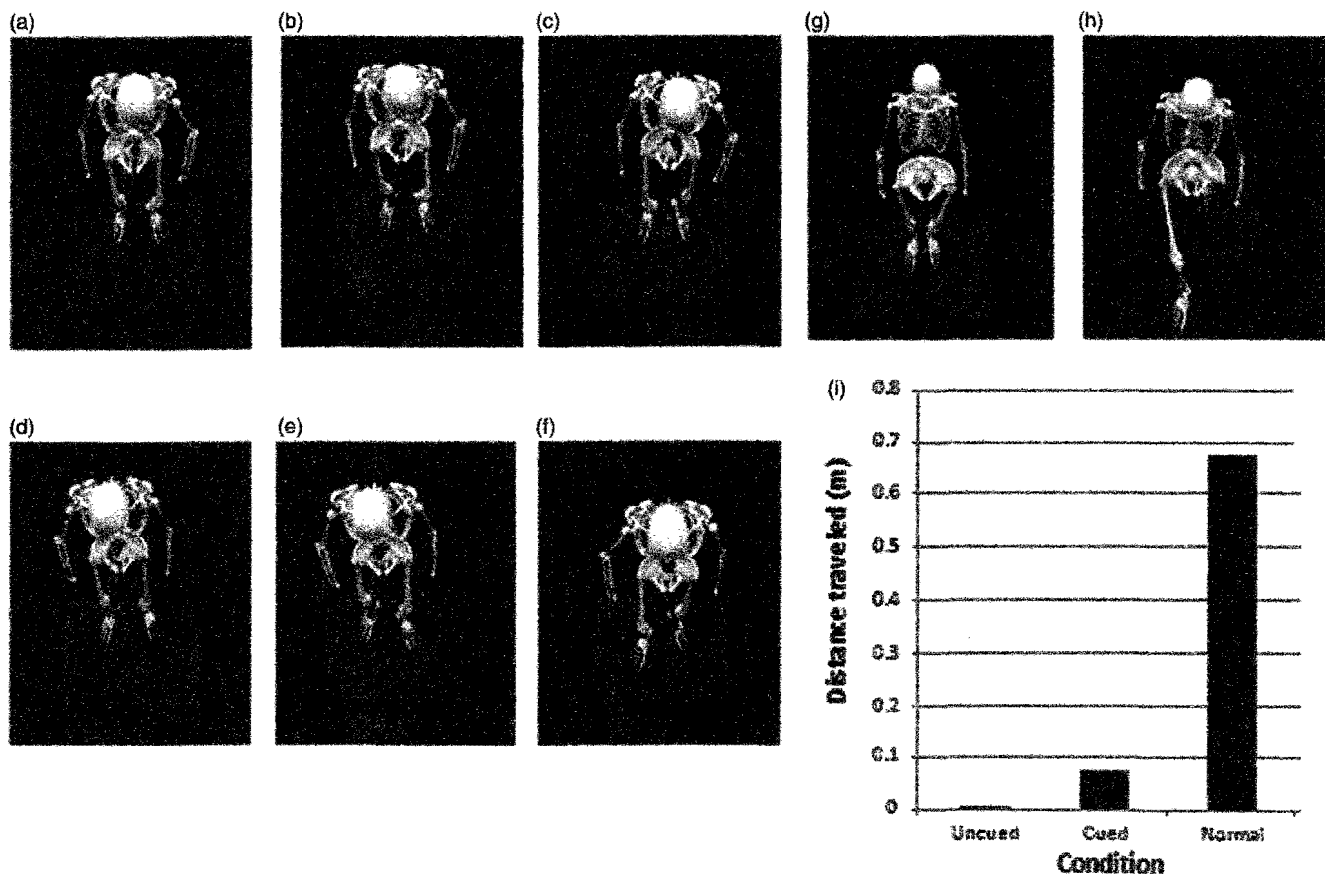 (a)
(b)
(c)
(g)
(h)
(d)
(e)
(f)
(i)
0.8
0.7
0.6
0.5
0.4
0.3
0.2
0.1
0
Distance traveled (m)
Uncued
Cued
Normal
Condition